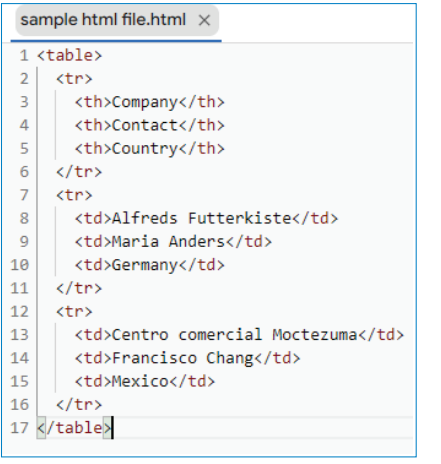 sample html file.html ×
1 <table>
2 <tr>
3 <th>Company</th>
4 <th>Contact</th>
5 <th>Country</th>
6 </tr>
7 <tr>
8 <td>Alfreds Futterkiste</td>
9 <td>Maria Anders</td>
10 <td>Germany</td>
11 </tr>
12 <tr>
13 <td>Centro comercial Moctezuma</td>
14 <td>Francisco Chang</td>
15 <td>Mexico</td>
16 </tr>
17 </table>